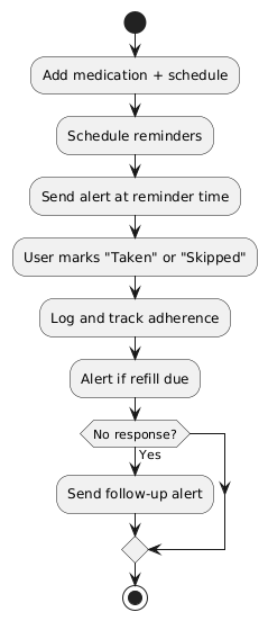 Add medication + schedule
Schedule reminders
Send alert at reminder time
User marks "Taken" or "Skipped"
Log and track adherence
Alert if refill due
No response?
Yes
Send follow-up alert